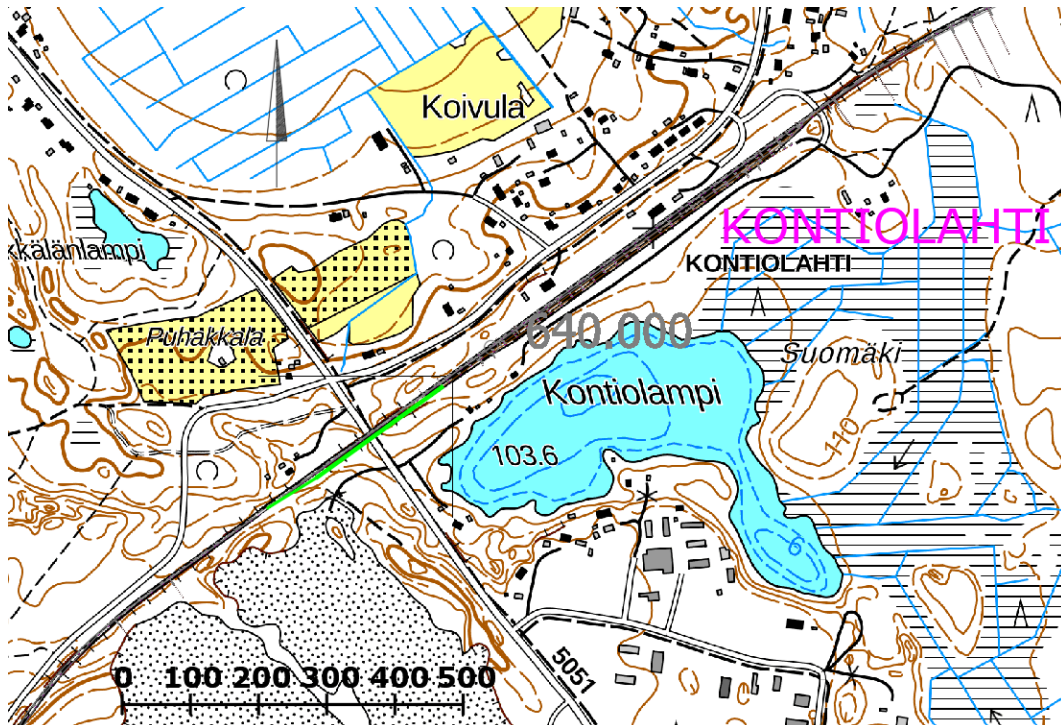 Koivula
KONTIOLAHTI
kkälänlampi
KONTIOLAHTI
640.000
Puhakkala
Suomäki
Kontiolampi
110
103.6
6
5051
0 100 200 300 400 500